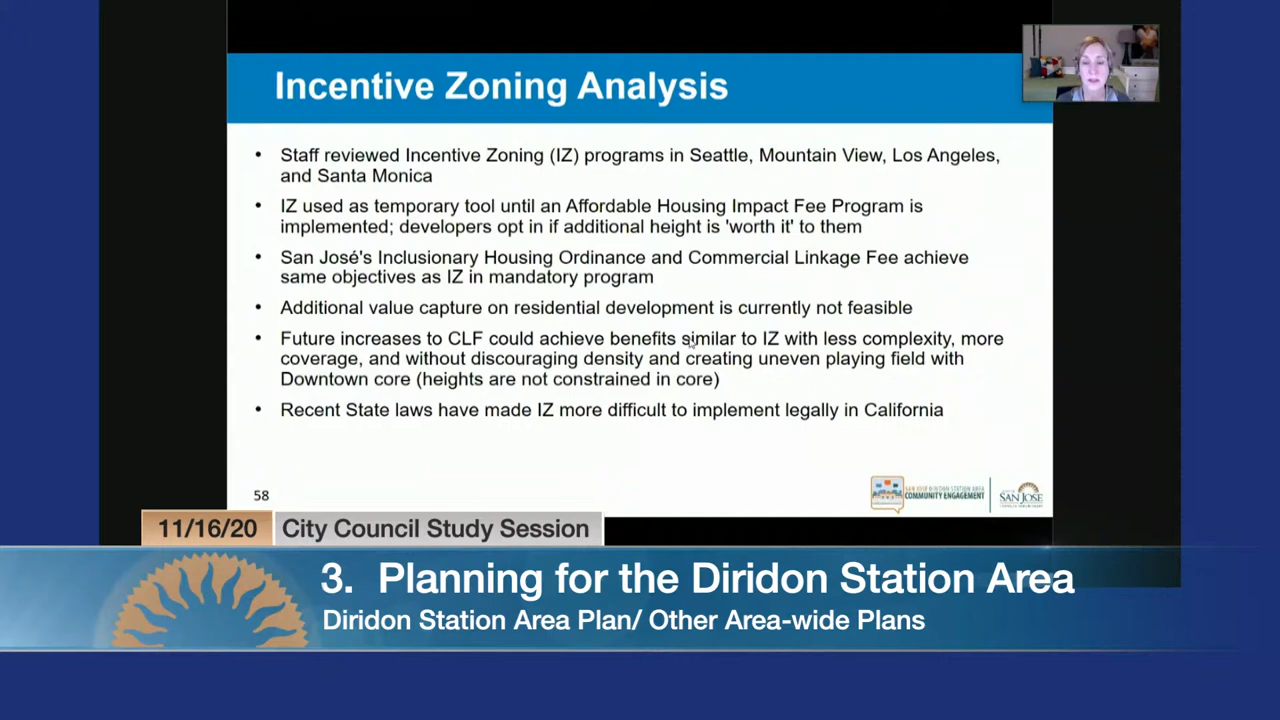 Incentive Zoning Analysis
• Staff reviewed Incentive Zoning (IZ) programs in Seattle, Mountain View, Los Angeles,
and Santa Monica
• IZ used as temporary tool until an Affordable Housing Impact Fee Program is
implemented; developers opt in if additional height is 'worth it' to them
• San José's Inclusionary Housing Ordinance and Commercial Linkage Fee achieve
same objectives as IZ in mandatory program
• Additional value capture on residential development is currently not feasible
• Future increases to CLF could achieve benefits similar to IZ with less complexity, more
coverage, and without discouraging density and creating uneven playing field with
Downtown core (heights are not constrained in core)
• Recent State laws have made IZ more difficult to implement legally in California
58
SAN JOSE DIRIDON STATION AREA
COMMUNITY ENGAGEMENT
SAN JOSE
11/16/20 City Council Study Session
3. Planning for the Diridon Station Area
Diridon Station Area Plan/ Other Area-wide Plans